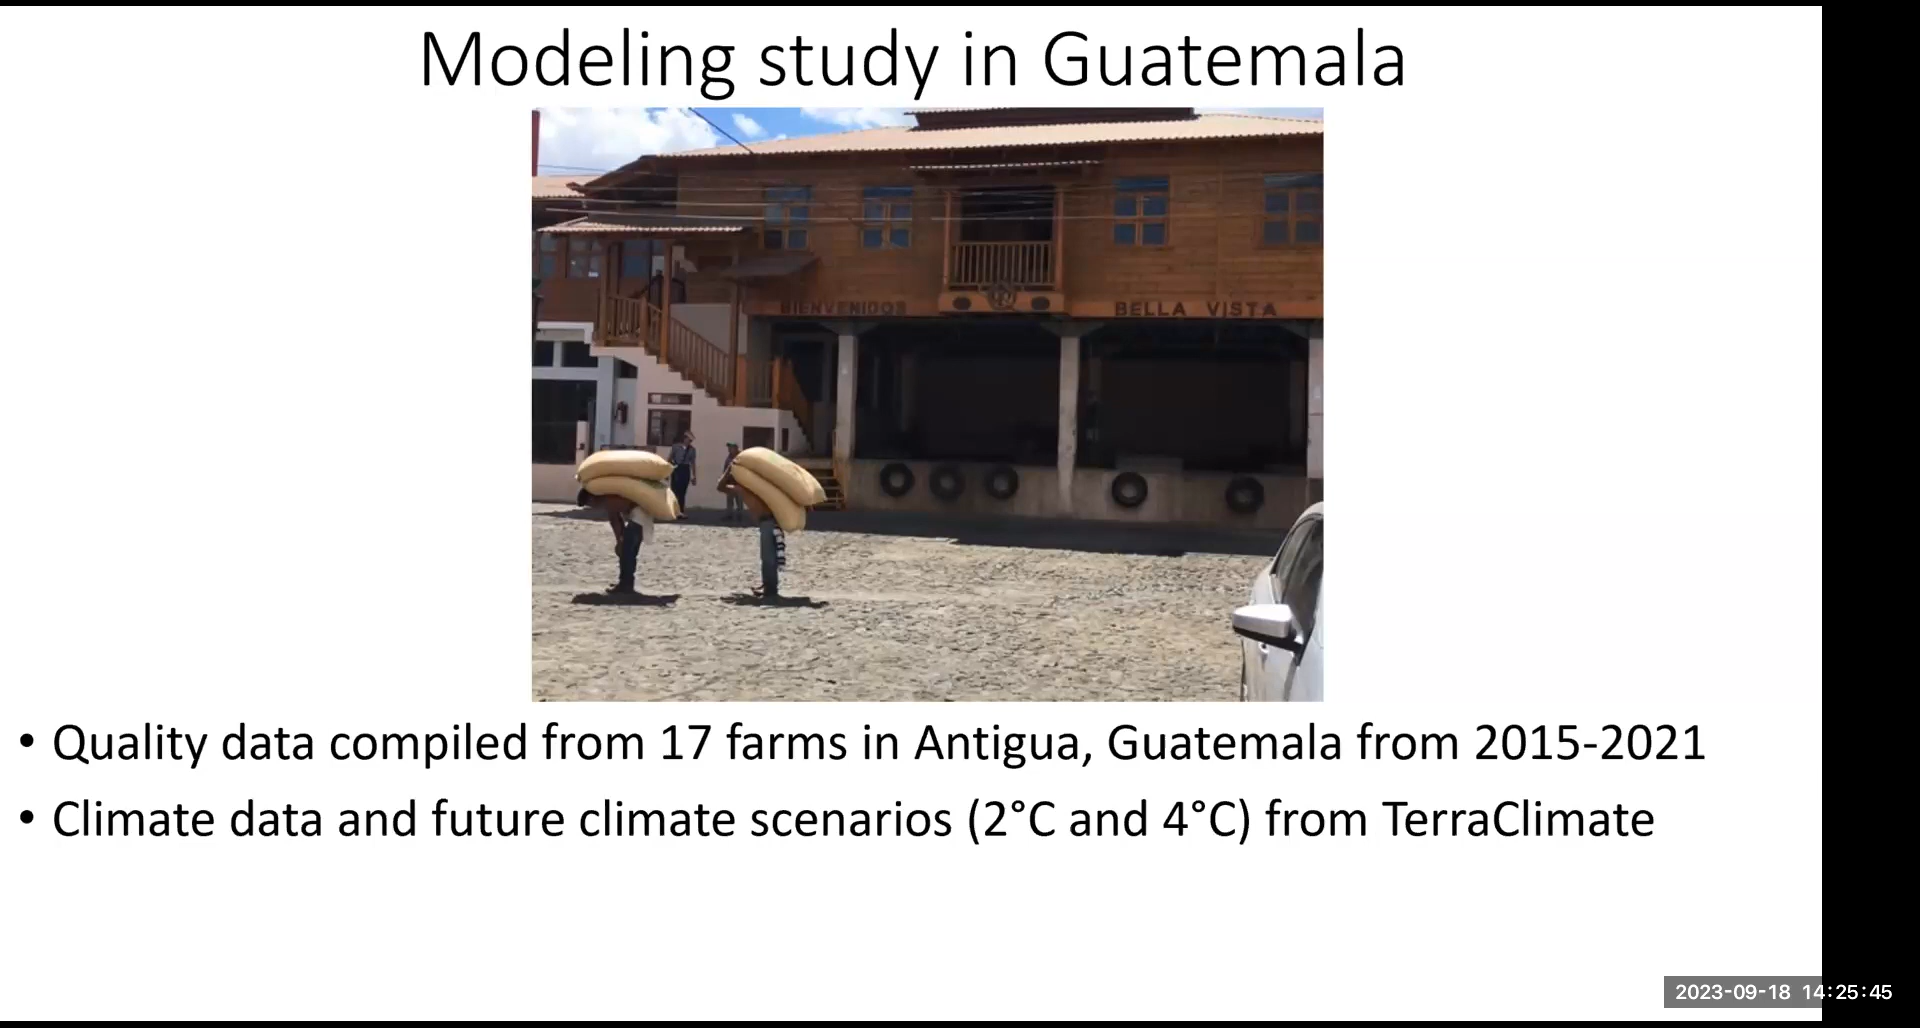 Modeling study in Guatemala
BIENVENIDOS
BELLA VISTA
• Quality data compiled from 17 farms in Antigua, Guatemala from 2015-2021
• Climate data and future climate scenarios (2°C and 4°C) from TerraClimate
2023-09-18 14:25:45